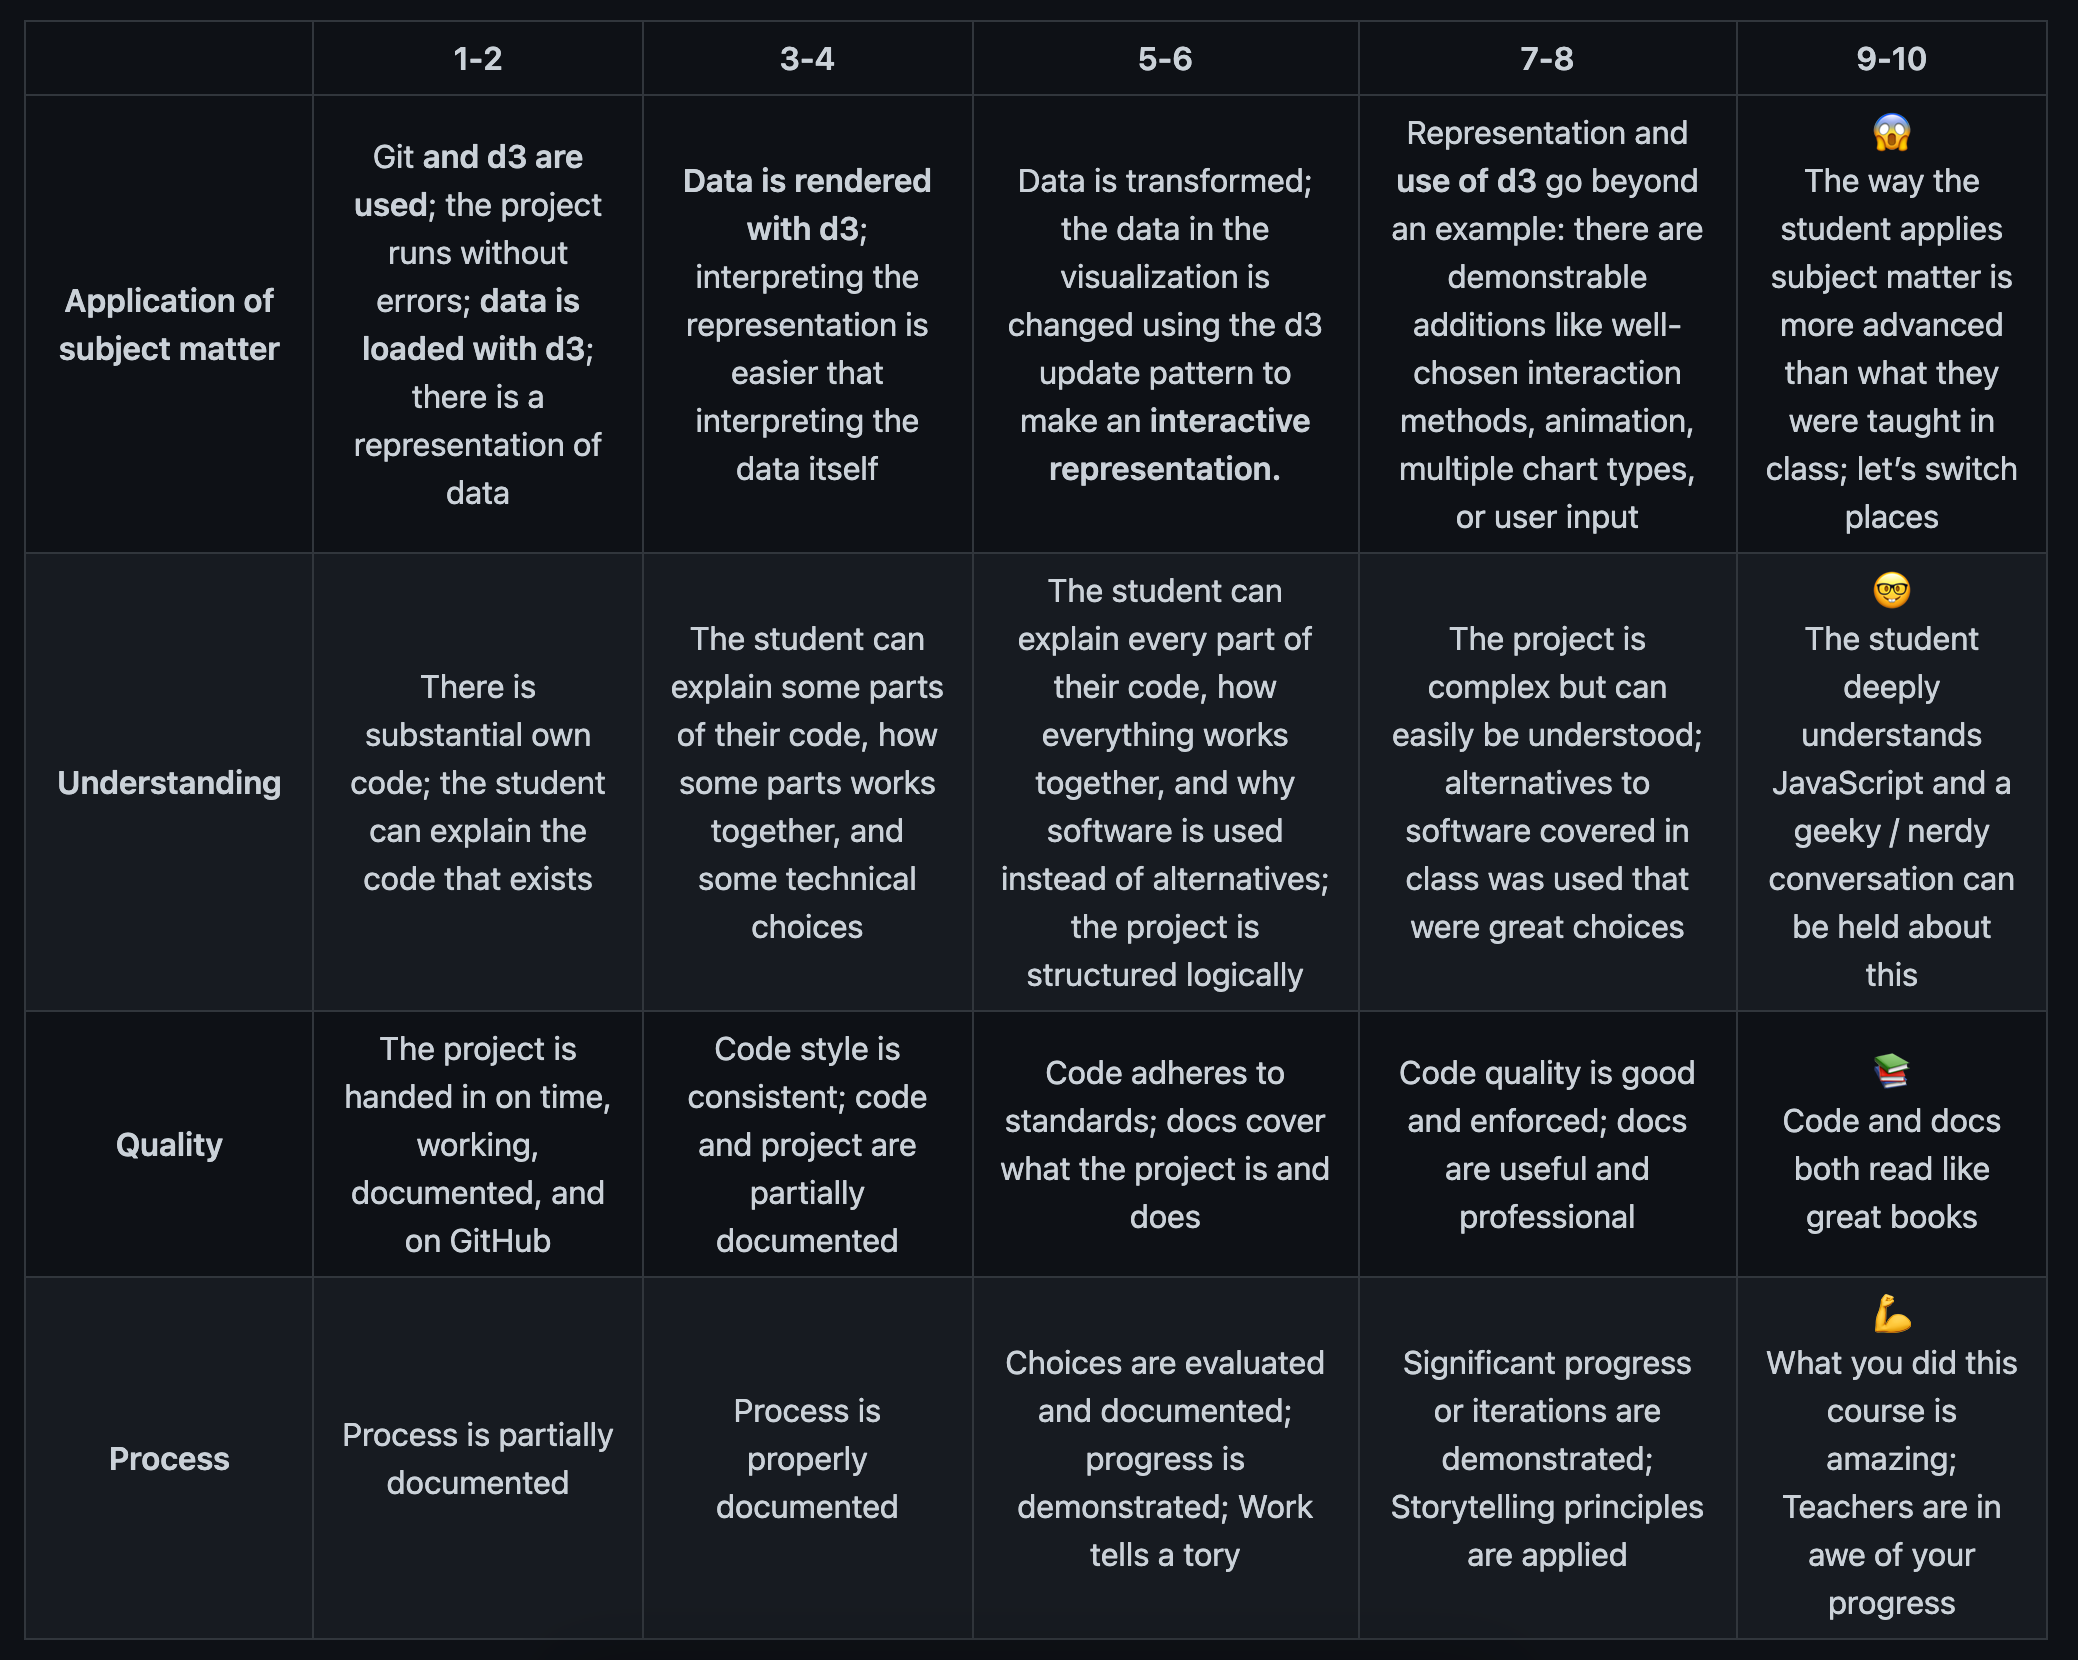 1-2
3-4
5-6
7-8
9-10
Application of
subject matter
Git and d3 are
used; the project
runs without
errors; data is
loaded with d3;
there is a
representation of
data
Data is rendered
with d3;
interpreting the
representation is
easier that
interpreting the
data itself
Data is transformed;
the data in the
visualization is
changed using the d3
update pattern to
make an interactive
representation.
Representation and
use of d3 go beyond
an example: there are
demonstrable
additions like well-
chosen interaction
methods, animation,
multiple chart types,
or user input
😱
The way the
student applies
subject matter is
more advanced
than what they
were taught in
class; let’s switch
places
Understanding
There is
substantial own
code; the student
can explain the
code that exists
The student can
explain some parts
of their code, how
some parts works
together, and
some technical
choices
The student can
explain every part of
their code, how
everything works
together, and why
software is used
instead of alternatives;
the project is
structured logically
The project is
complex but can
easily be understood;
alternatives to
software covered in
class was used that
were great choices
🤓
The student
deeply
understands
JavaScript and a
geeky / nerdy
conversation can
be held about
this
Quality
The project is
handed in on time,
working,
documented, and
on GitHub
Code style is
consistent; code
and project are
partially
documented
Code adheres to
standards; docs cover
what the project is and
does
Code quality is good
and enforced; docs
are useful and
professional
📚
Code and docs
both read like
great books
Process
Process is partially
documented
Process is
properly
documented
Choices are evaluated
and documented;
progress is
demonstrated; Work
tells a tory
Significant progress
or iterations are
demonstrated;
Storytelling principles
are applied
💪
What you did this
course is
amazing;
Teachers are in
awe of your
progress